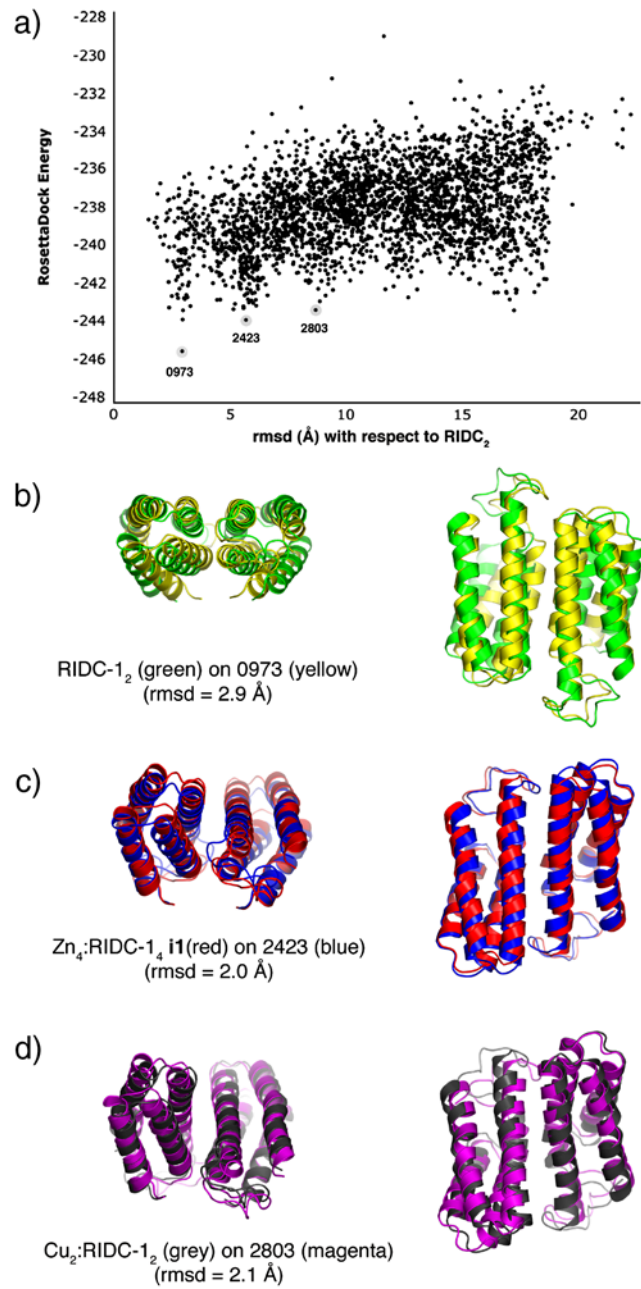 a)
-228
-230
-232
-234
-236
-238
-240
-242
-244
-246
-248
RosettaDock Energy
0973
2423
2803
0
5
10
15
20
rmsd (Å) with respect to RIDC₂
b)
RIDC-1₂ (green) on 0973 (yellow)
(rmsd = 2.9 Å)
c)
Zn₄:RIDC-1₄ i1(red) on 2423 (blue)
(rmsd = 2.0 Å)
d)
Cu₂:RIDC-1₂ (grey) on 2803 (magenta)
(rmsd = 2.1 Å)